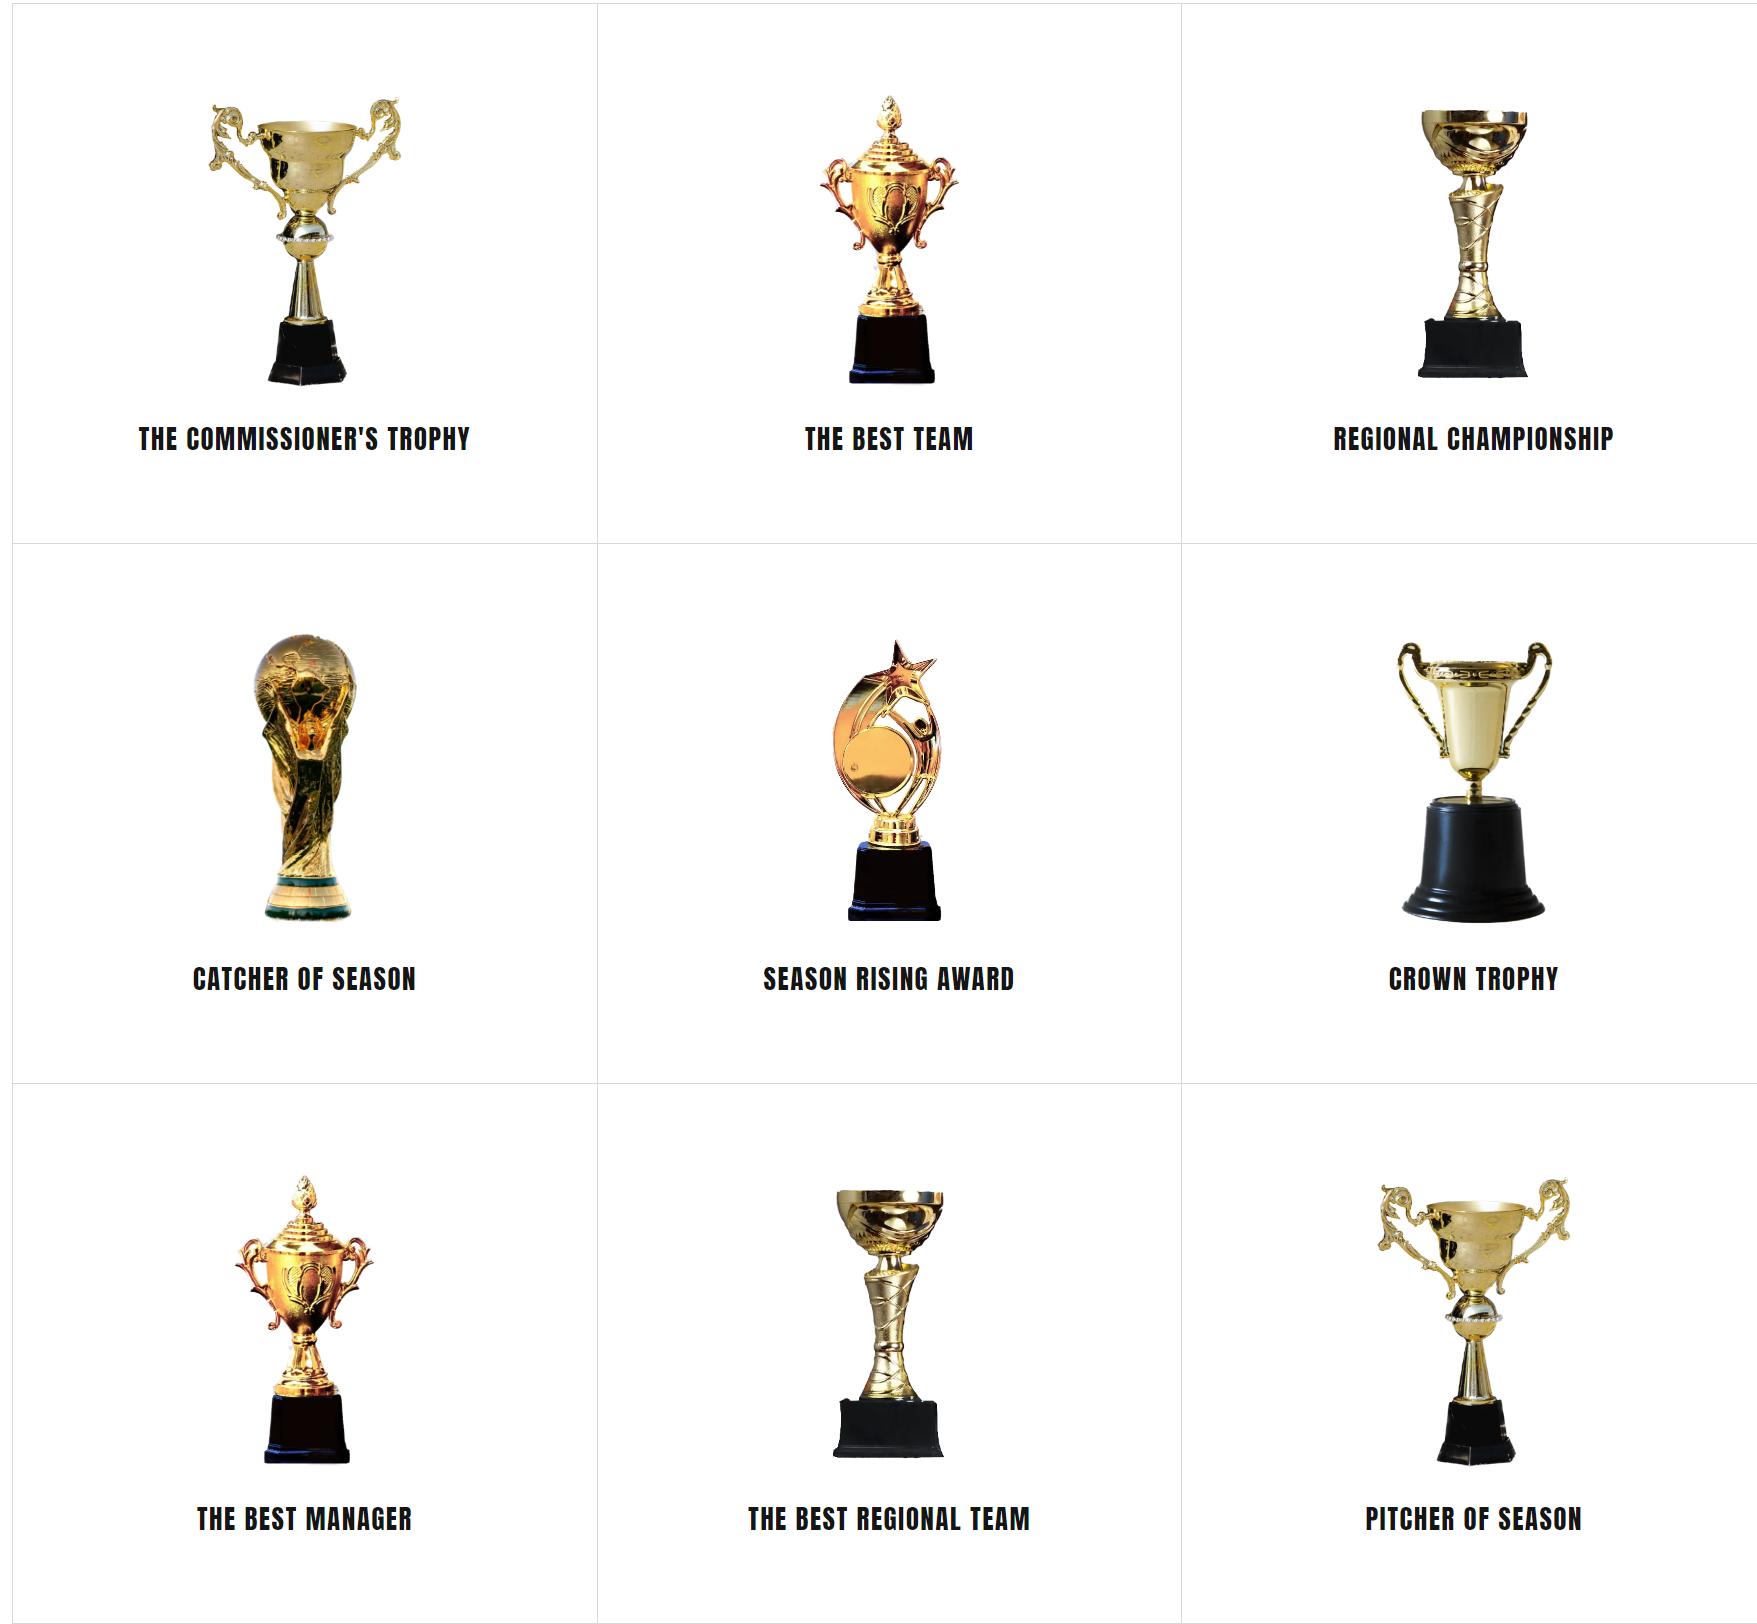 THE COMMISSIONER'S TROPHY
THE BEST TEAM
REGIONAL CHAMPIONSHIP
CATCHER OF SEASON
SEASON RISING AWARD
CROWN TROPHY
THE BEST MANAGER
THE BEST REGIONAL TEAM
PITCHER OF SEASON